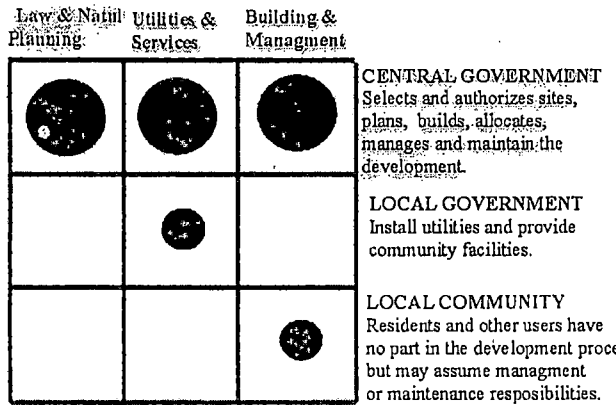 Law & Natnl
Planning
Utilities &
Services
Building &
Managment
CENTRAL GOVERNMENT
Selects and authorizes sites,
plans, builds, allocates,
manages and maintain the
development.
LOCAL GOVERNMENT
Install utilities and provide
community facilities.
LOCAL COMMUNITY
Residents and other users have
no part in the development proce
but may assume managment
or maintenance resposibilities.